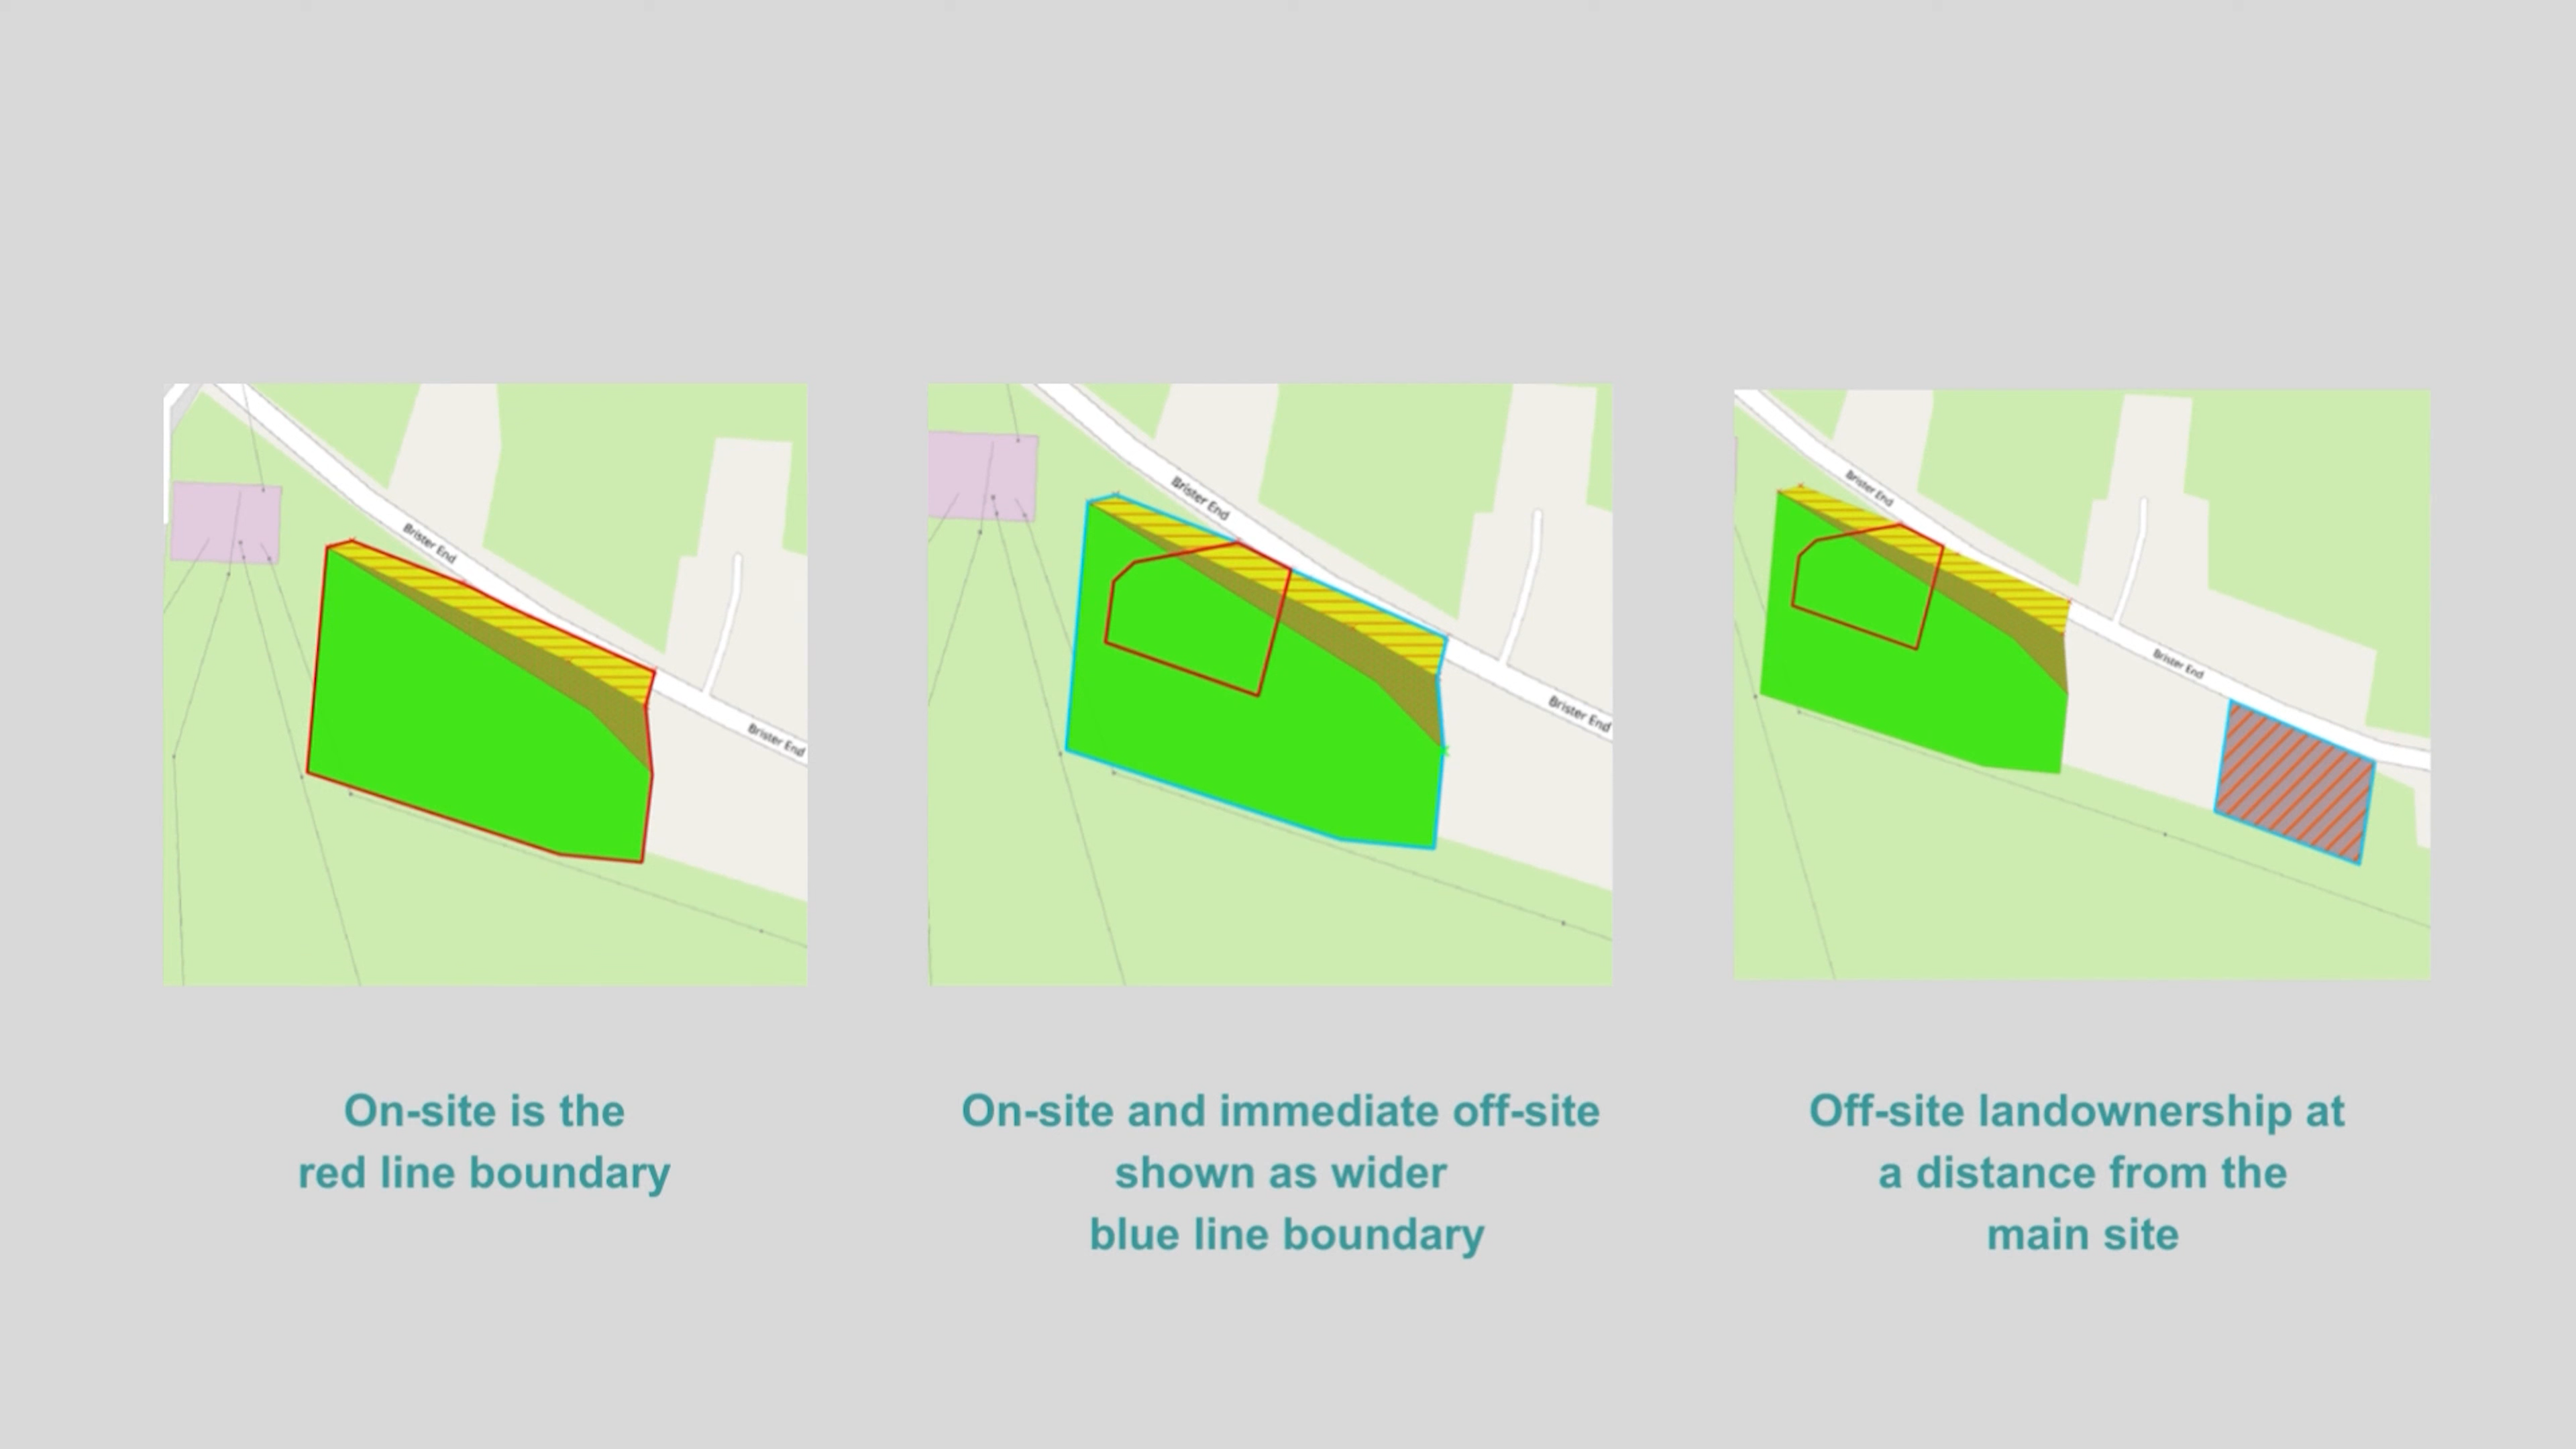 Brister End
Brister End
Brister End
Brister End
Brister End
Brister End
On-site is the
red line boundary
On-site and immediate off-site
shown as wider
blue line boundary
Off-site landownership at
a distance from the
main site